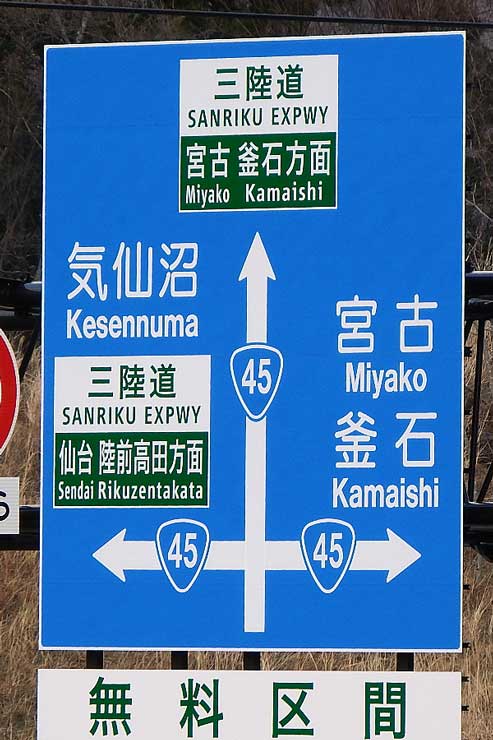 三陸道
SANRIKU EXPWY
宮古 釜石方面
Miyako Kamaishi
気仙沼
Kesennuma
三陸道
SANRIKU EXPWY
仙台 陸前高田方面
Sendai Rikuzentakata
45
宮古
Miyako
釜石
Kamaishi
45
45
無料区間